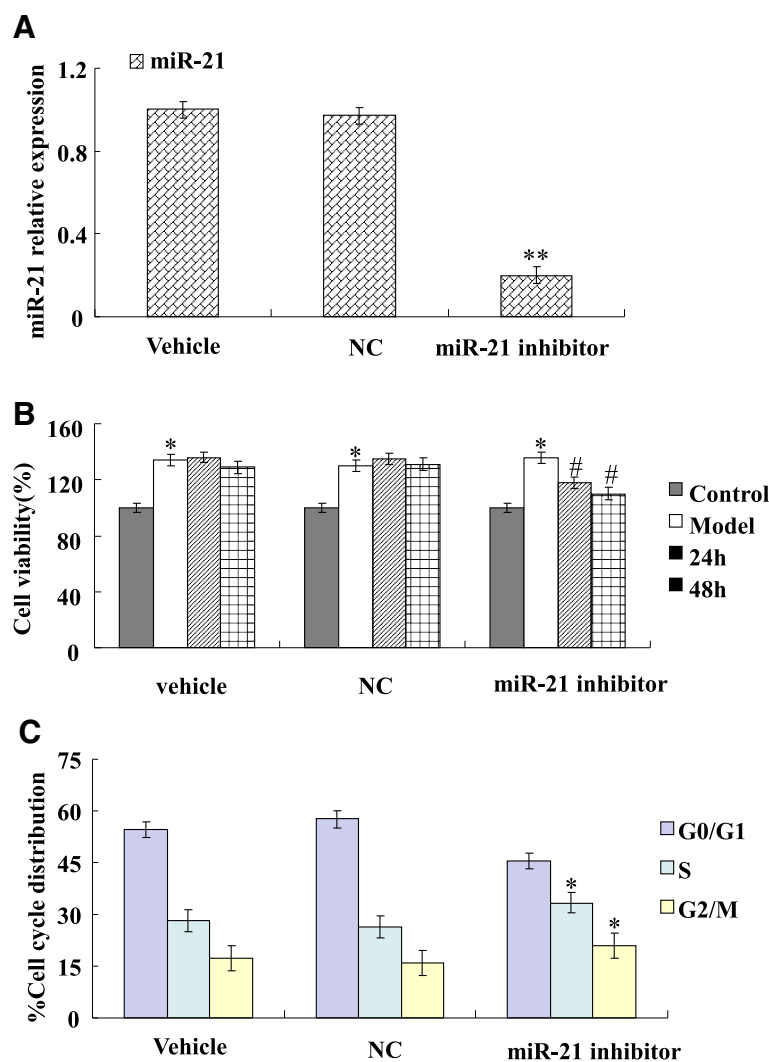 A
miR-21
miR-21 relative expression
1.2
0.8
0.4
0
**
Vehicle NC miR-21 inhibitor
B
Cell viability(%)
160
120
80
40
0
* * * # #
Control
Model
24h
48h
vehicle NC miR-21 inhibitor
C
%Cell cycle distribution
75
60
45
30
15
0
* *
G0/G1
S
G2/M
Vehicle NC miR-21 inhibitor